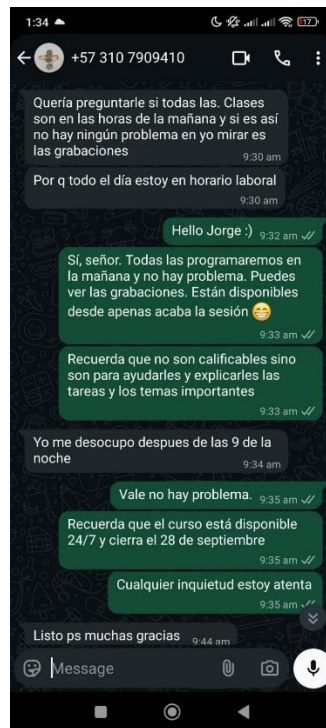 1:34
17
+57 310 7909410
Quería preguntarle si todas las. Clases
son en las horas de la mañana y si es así
no hay ningún problema en yo mirar es
las grabaciones
9:30 am
Por q todo el día estoy en horario laboral
9:30 am
Hello Jorge :) 9:32 am
Sí, señor. Todas las programaremos en
la mañana y no hay problema. Puedes
ver las grabaciones. Están disponibles
desde apenas acaba la sesión 😁
9:33 am
Recuerda que no son calificables sino
son para ayudarles y explicarles las
tareas y los temas importantes
9:33 am
Yo me desocupo despues de las 9 de la
noche
9:34 am
Vale no hay problema. 9:35 am
Recuerda que el curso está disponible
24/7 y cierra el 28 de septiembre
9:35 am
Cualquier inquietud estoy atenta
9:35 am
Listo ps muchas gracias 9:44 am
Message